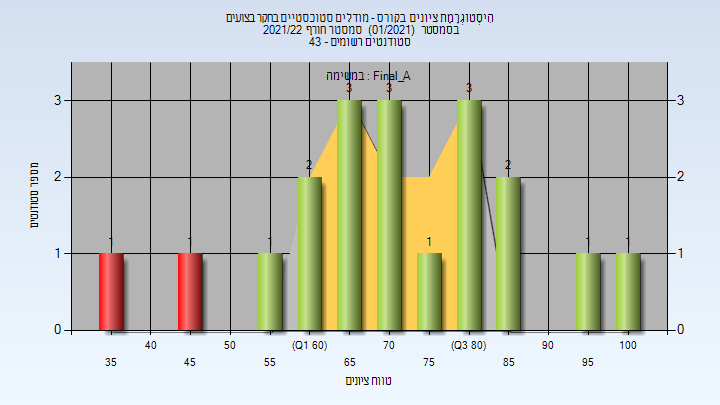 הִיסְטוֹגְרָמַת ציונים בקורס - מודלים סטוכסטיים בחקר ביצועים
בסמסטר (01/2021) סמסטר חורף 2021/22
סטודנטים רשומים - 43
במשימה : Final_A
3 3 3
3 3
2 2
2 2
1 1 1 1 1 1
1 1
0 0
מספר סטודנטים
40 50 (Q1 60) 70 (Q3 80) 90 100
35 45 55 65 75 85 95
טווח ציונים